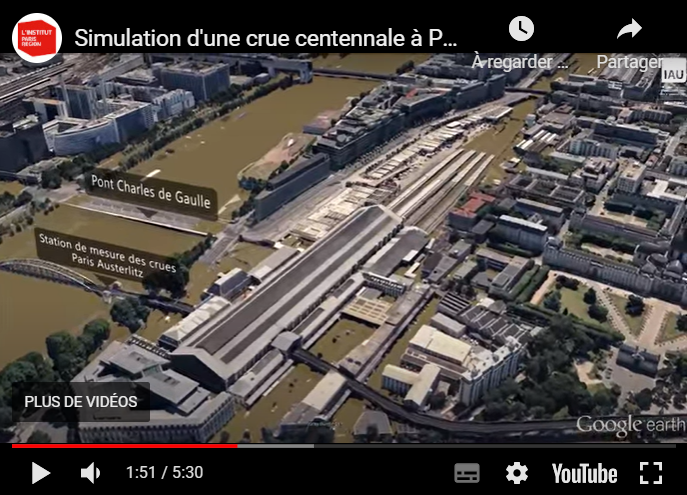 L'INSTITUT
PARIS
REGION
Simulation d'une crue centennale à P...
À regarder ...
Partager
IAU
Pont Charles de Gaulle
Station de mesure des crues
Paris Austerlitz
PLUS DE VIDÉOS
Google earth
1:51 / 5:30
YouTube